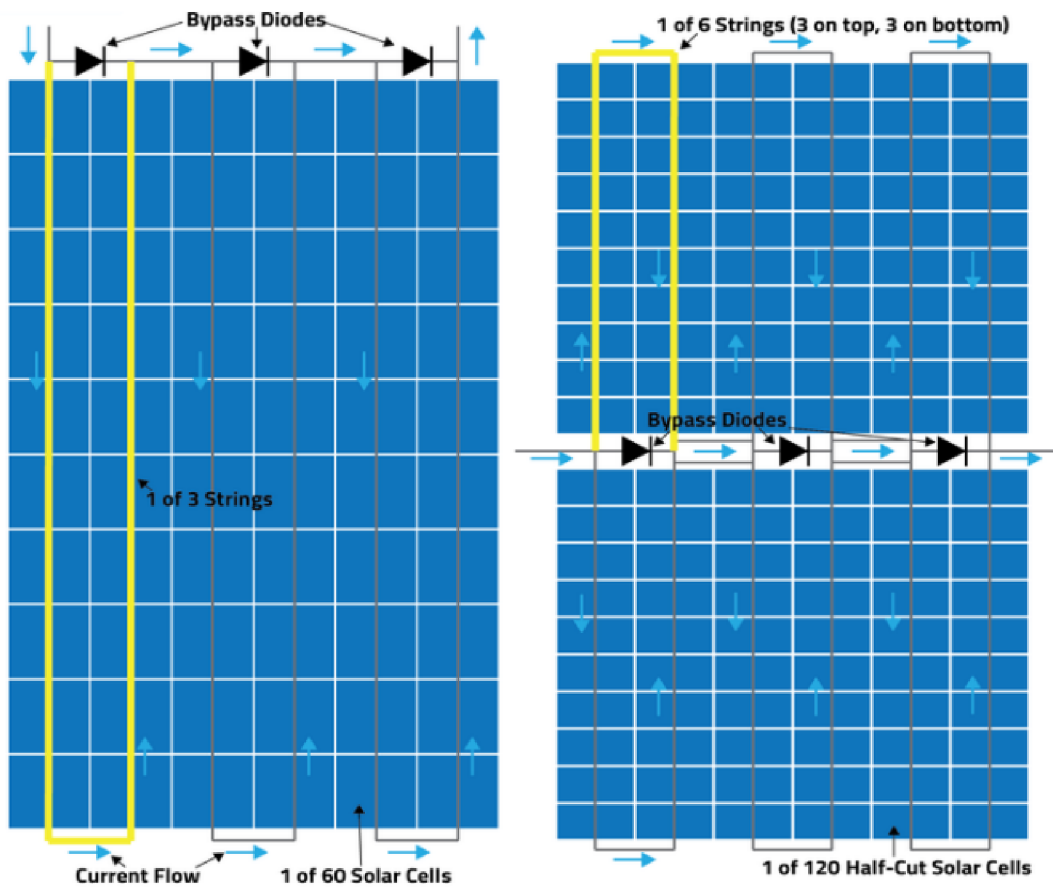 Bypass Diodes
1 of 3 Strings
Current Flow
1 of 60 Solar Cells
1 of 6 Strings (3 on top, 3 on bottom)
Bypass Diodes
1 of 120 Half-Cut Solar Cells